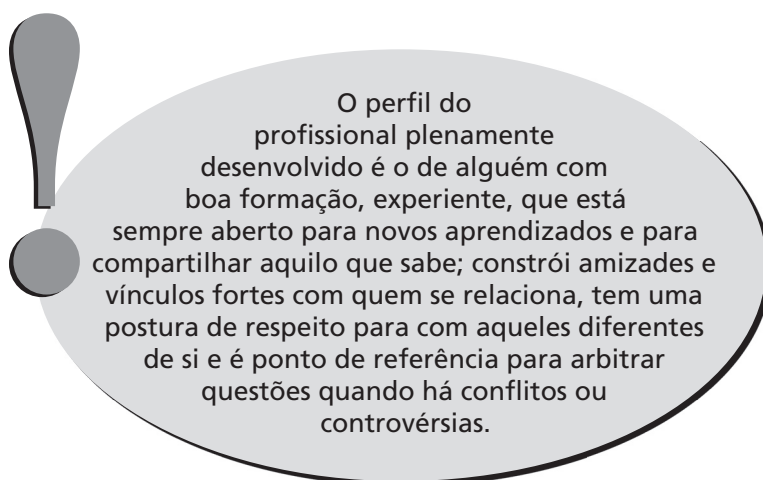 O perfil do
profissional plenamente
desenvolvido é o de alguém com
boa formação, experiente, que está
sempre aberto para novos aprendizados e para
compartilhar aquilo que sabe; constrói amizades e
vínculos fortes com quem se relaciona, tem uma
postura de respeito para com aqueles diferentes
de si e é ponto de referência para arbitrar
questões quando há conflitos ou
controvérsias.